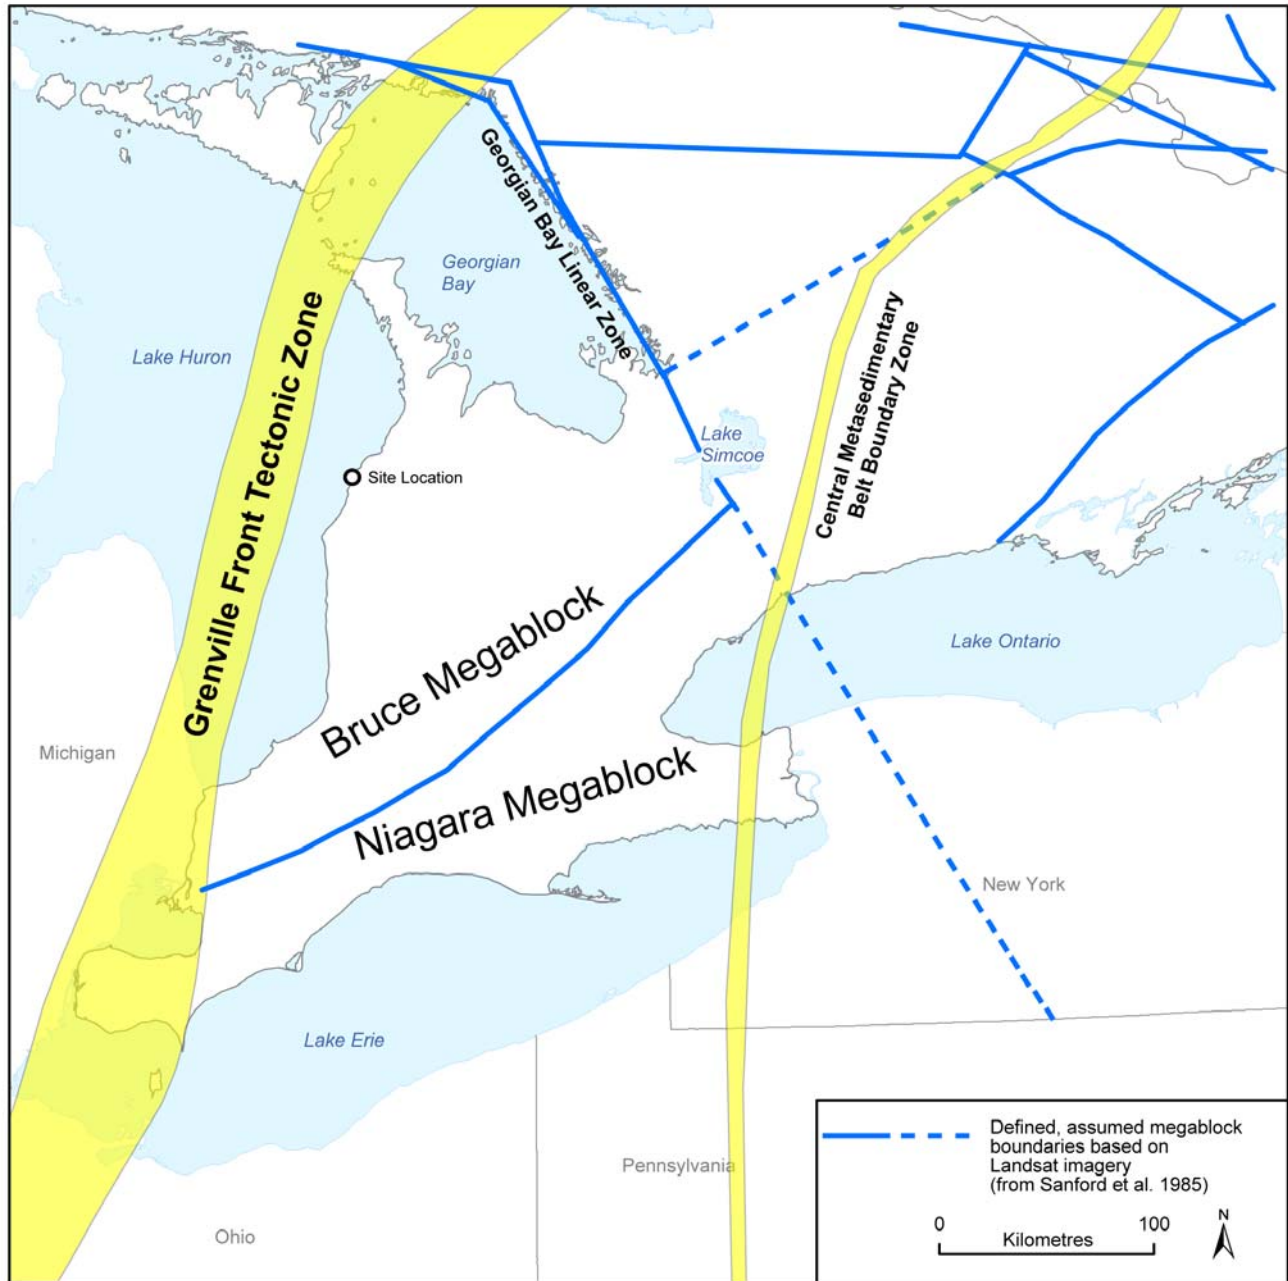 Georgian Bay Linear Zone
Georgian
Bay
Lake Huron
Grenville Front Tectonic Zone
Site Location
Lake
Simcoe
Central Metasedimentary
Belt Boundary Zone
Bruce Megablock
Lake Ontario
Michigan
Niagara Megablock
New York
Lake Erie
Pennsylvania
Ohio
Defined, assumed megablock
boundaries based on
Landsat imagery
(from Sanford et al. 1985)
0 100
Kilometres
N